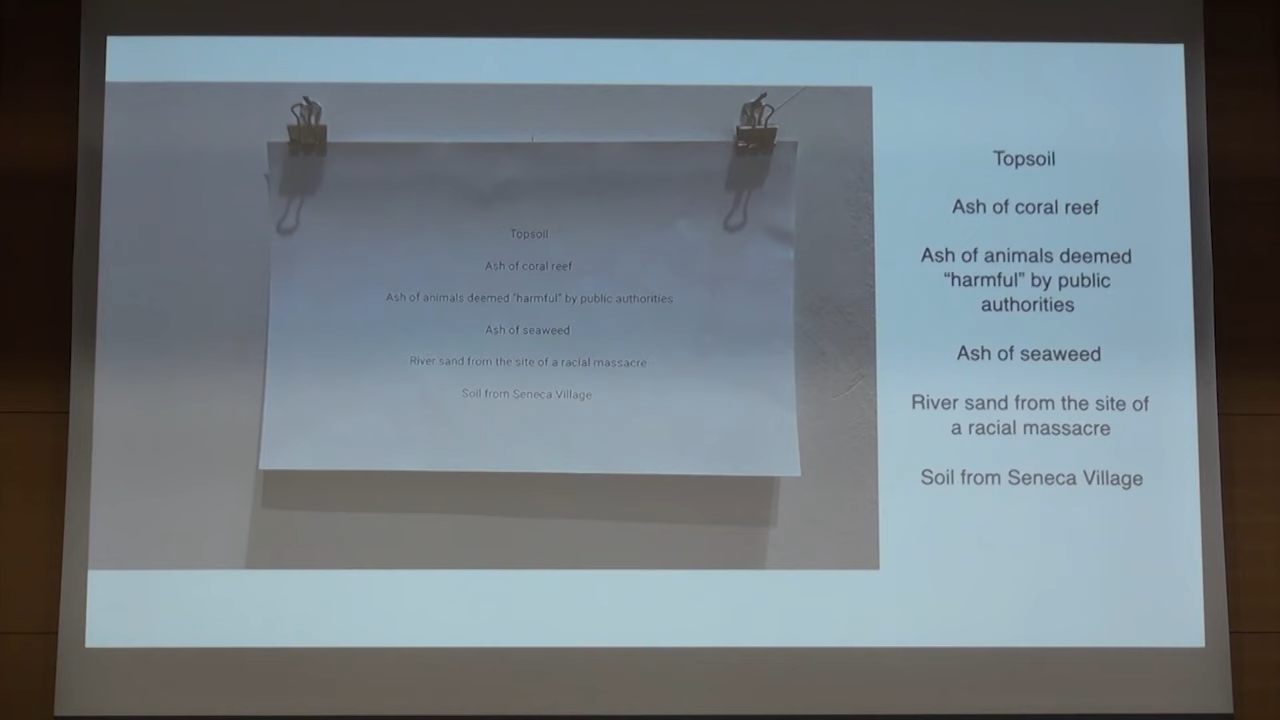 Topsoil
Ash of coral reef
Ash of animals deemed "harmful" by public authorities
Ash of seaweed
River sand from the site of a racial massacre
Soil from Seneca Village
Topsoil
Ash of coral reef
Ash of animals deemed
“harmful” by public
authorities
Ash of seaweed
River sand from the site of
a racial massacre
Soil from Seneca Village